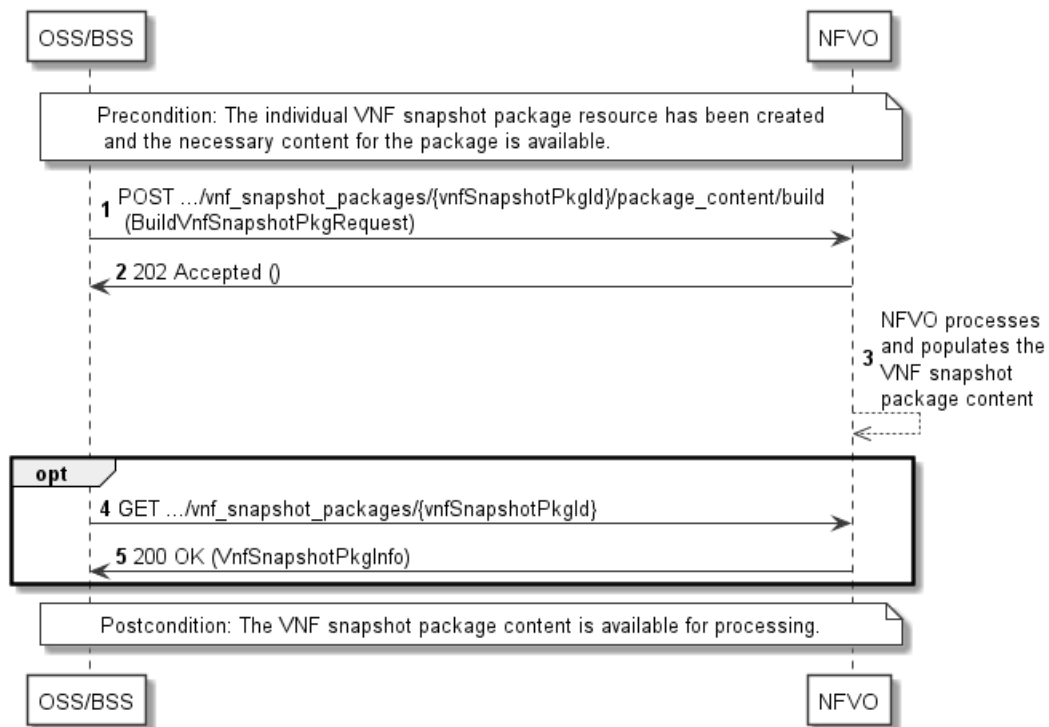 OSS/BSS
NFVO
Precondition: The individual VNF snapshot package resource has been created
and the necessary content for the package is available.
1 POST .../vnf_snapshot_packages/{vnfSnapshotPkgId}/package_content/build
(BuildVnfSnapshotPkgRequest)
2 202 Accepted ()
NFVO processes
and populates the
3 VNF snapshot
package content
opt
4 GET .../vnf_snapshot_packages/{vnfSnapshotPkgId}
5 200 OK (VnfSnapshotPkgInfo)
Postcondition: The VNF snapshot package content is available for processing.
OSS/BSS
NFVO